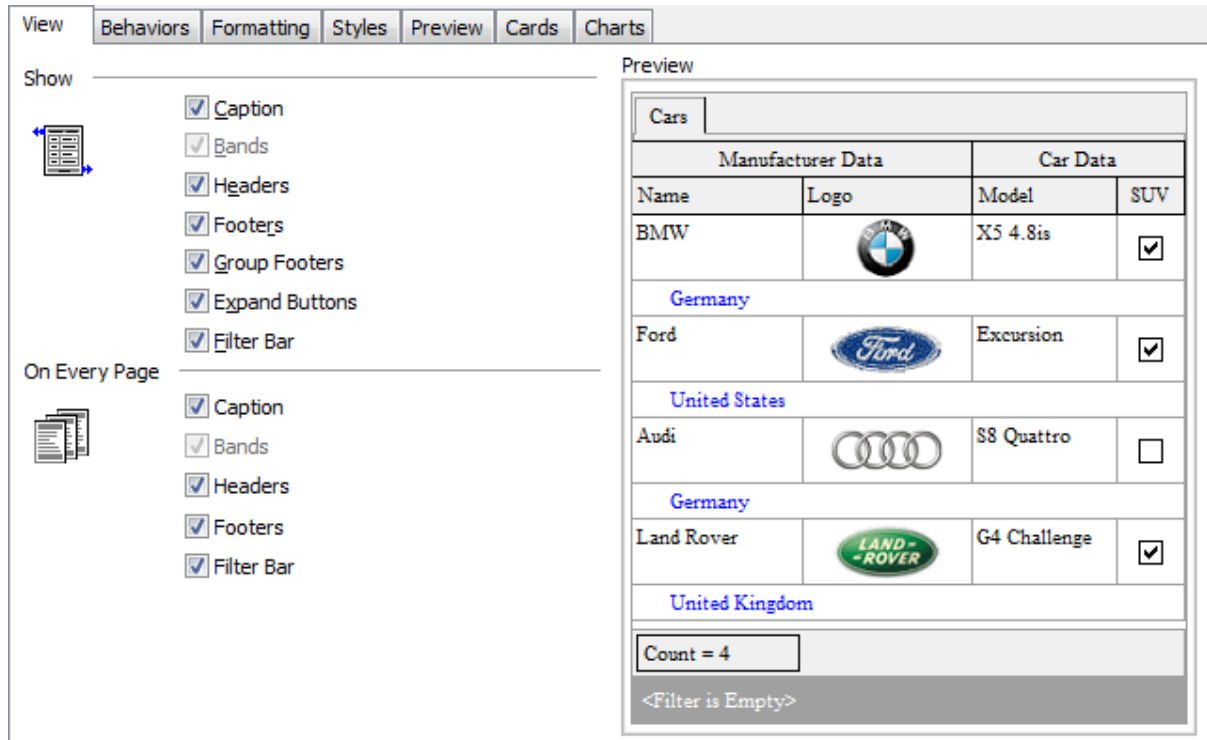 View Behaviors Formatting Styles Preview Cards Charts
Show
Caption
Bands
Headers
Footers
Group Footers
Expand Buttons
Filter Bar
On Every Page
Caption
Bands
Headers
Footers
Filter Bar
Preview
Cars
Manufacturer Data Car Data
Name Logo Model SUV
BMW BMW X5 4.8is
Germany
Ford Ford Excursion
United States
Audi S8 Quattro
Germany
Land Rover LAND- G4 Challenge
-ROVER
United Kingdom
Count = 4
<Filter is Empty>